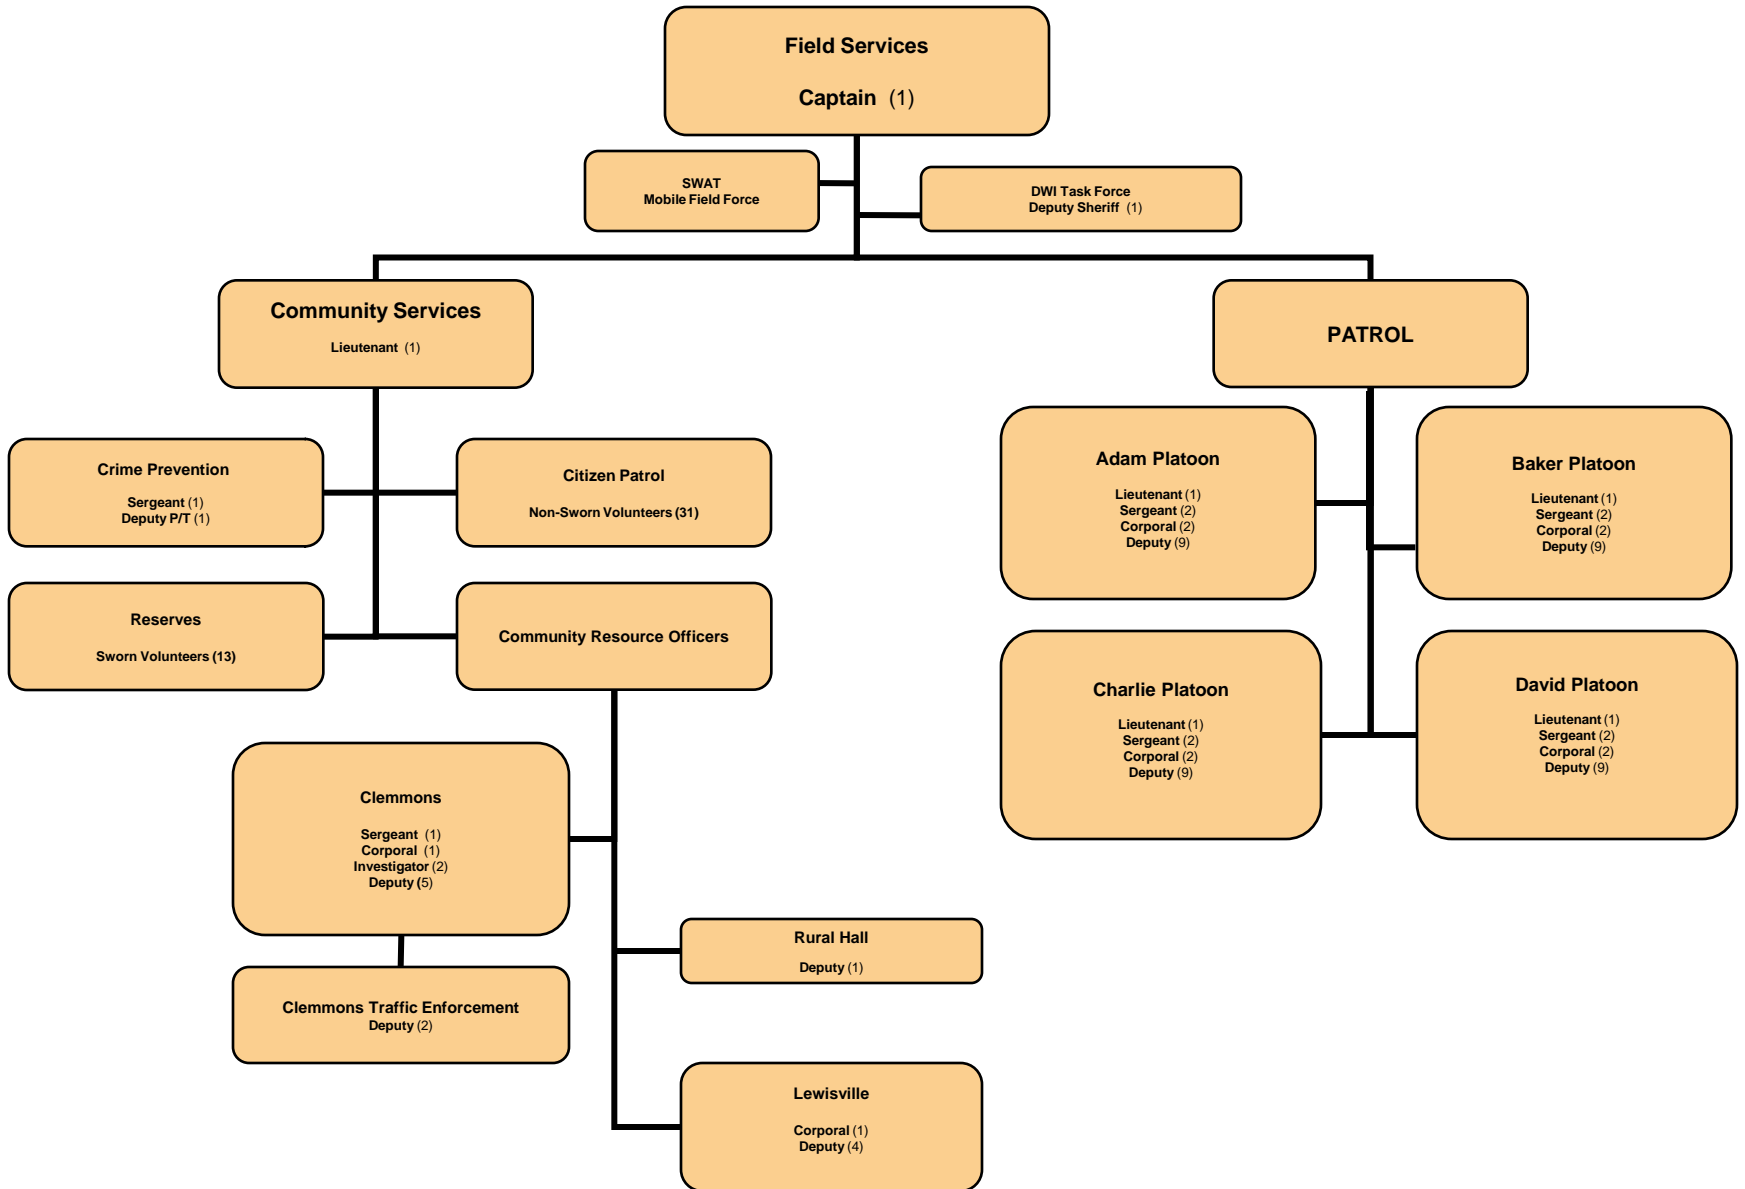 Field Services
Captain (1)
SWAT
Mobile Field Force
DWI Task Force
Deputy Sheriff (1)
Community Services
Lieutenant (1)
PATROL
Crime Prevention
Sergeant (1)
Deputy P/T (1)
Citizen Patrol
Non-Sworn Volunteers (31)
Reserves
Sworn Volunteers (13)
Community Resource Officers
Adam Platoon
Lieutenant (1)
Sergeant (2)
Corporal (2)
Deputy (9)
Baker Platoon
Lieutenant (1)
Sergeant (2)
Corporal (2)
Deputy (9)
Charlie Platoon
Lieutenant (1)
Sergeant (2)
Corporal (2)
Deputy (9)
David Platoon
Lieutenant (1)
Sergeant (2)
Corporal (2)
Deputy (9)
Clemmons
Sergeant (1)
Corporal (1)
Investigator (2)
Deputy (5)
Clemmons Traffic Enforcement
Deputy (2)
Rural Hall
Deputy (1)
Lewisville
Corporal (1)
Deputy (4)